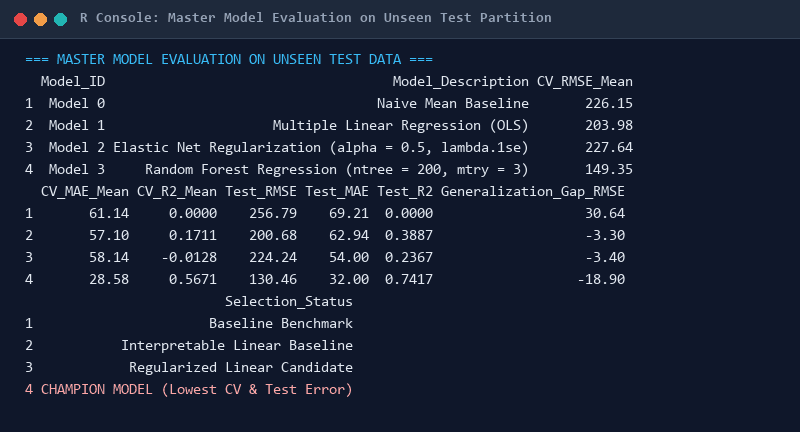 R Console: Master Model Evaluation on Unseen Test Partition
=== MASTER MODEL EVALUATION ON UNSEEN TEST DATA ===
  Model_ID                                    Model_Description CV_RMSE_Mean
1  Model 0                                  Naive Mean Baseline       226.15
2  Model 1                     Multiple Linear Regression (OLS)       203.98
3  Model 2 Elastic Net Regularization (alpha = 0.5, lambda.1se)       227.64
4  Model 3     Random Forest Regression (ntree = 200, mtry = 3)       149.35
  CV_MAE_Mean CV_R2_Mean Test_RMSE Test_MAE Test_R2 Generalization_Gap_RMSE
1       61.14     0.0000    256.79    69.21  0.0000                   30.64
2       57.10     0.1711    200.68    62.94  0.3887                   -3.30
3       58.14    -0.0128    224.24    54.00  0.2367                   -3.40
4       28.58     0.5671    130.46    32.00  0.7417                  -18.90
                         Selection_Status
1                      Baseline Benchmark
2           Interpretable Linear Baseline
3            Regularized Linear Candidate
4 CHAMPION MODEL (Lowest CV & Test Error)